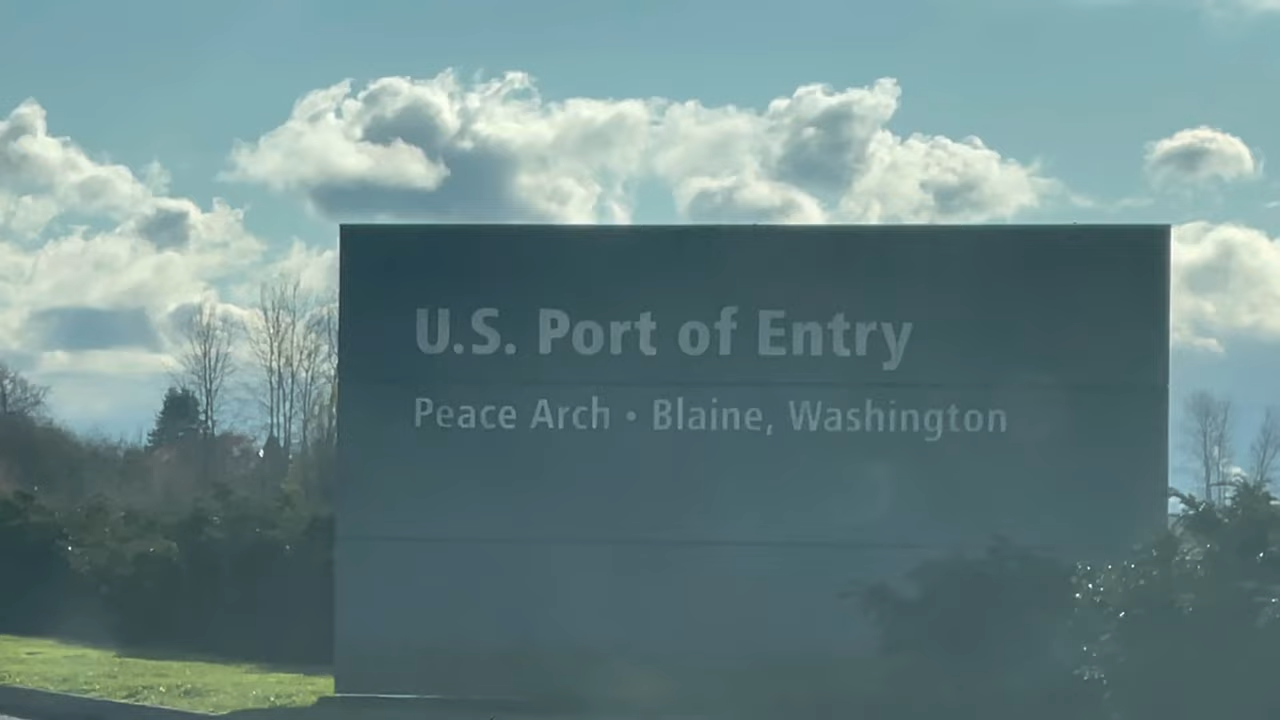 U.S. Port of Entry
Peace Arch • Blaine, Washington